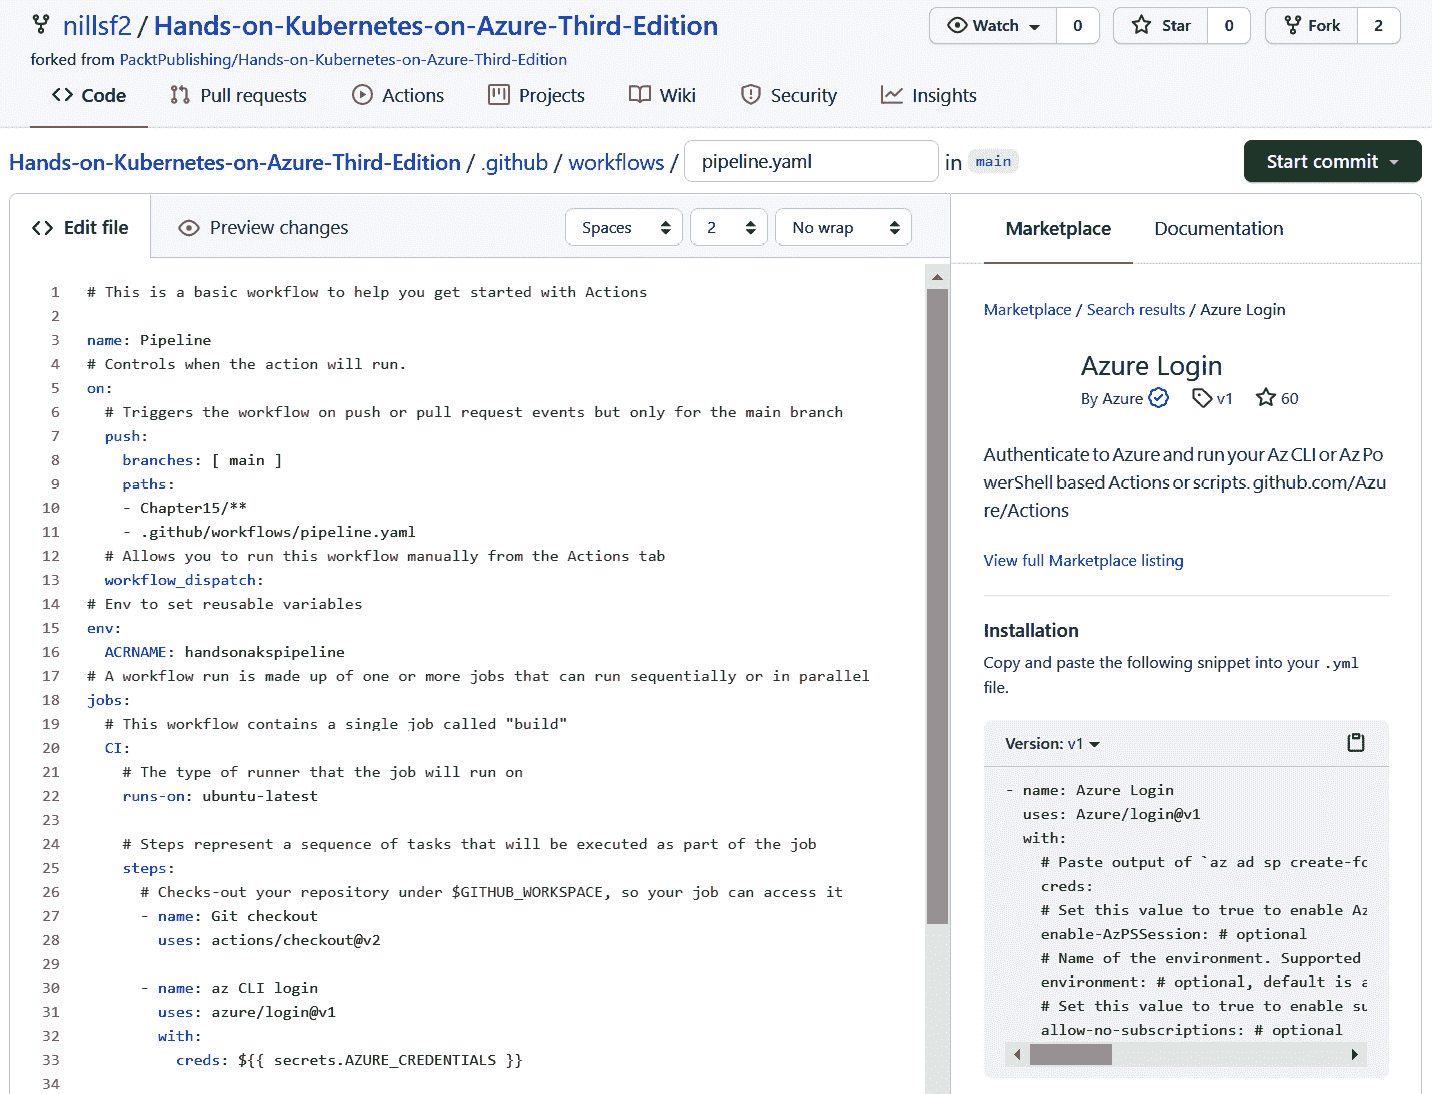 nillsf2 / Hands-on-Kubernetes-on-Azure-Third-Edition
Watch 0 Star 0 Fork 2
forked from PacktPublishing/Hands-on-Kubernetes-on-Azure-Third-Edition
Code Pull requests Actions Projects Wiki Security Insights
Hands-on-Kubernetes-on-Azure-Third-Edition / .github / workflows / pipeline.yaml in main
Start commit
Edit file Preview changes Spaces 2 No wrap
1 # This is a basic workflow to help you get started with Actions
2
3 name: Pipeline
4 # Controls when the action will run.
5 on:
6 # Triggers the workflow on push or pull request events but only for the main branch
7 push:
8 branches: [ main ]
9 paths:
10 - Chapter15/**
11 - .github/workflows/pipeline.yaml
12 # Allows you to run this workflow manually from the Actions tab
13 workflow_dispatch:
14 # Env to set reusable variables
15 env:
16 ACRNAME: handsonakspipeline
17 # A workflow run is made up of one or more jobs that can run sequentially or in parallel
18 jobs:
19 # This workflow contains a single job called "build"
20 CI:
21 # The type of runner that the job will run on
22 runs-on: ubuntu-latest
23
24 # Steps represent a sequence of tasks that will be executed as part of the job
25 steps:
26 # Checks-out your repository under $GITHUB_WORKSPACE, so your job can access it
27 - name: Git checkout
28 uses: actions/checkout@v2
29
30 - name: az CLI login
31 uses: azure/login@v1
32 with:
33 creds: ${{ secrets.AZURE_CREDENTIALS }}
34
Marketplace Documentation
Marketplace / Search results / Azure Login
Azure Login
By Azure v1 60
Authenticate to Azure and run your Az CLI or Az Po
werShell based Actions or scripts. github.com/Azu
re/Actions
View full Marketplace listing
Installation
Copy and paste the following snippet into your .yml
file.
Version: v1
- name: Azure Login
uses: Azure/login@v1
with:
# Paste output of `az ad sp create-fo
creds:
# Set this value to true to enable Az
enable-AzPSSession: # optional
# Name of the environment. Supported
environment: # optional, default is a
# Set this value to true to enable su
allow-no-subscriptions: # optional